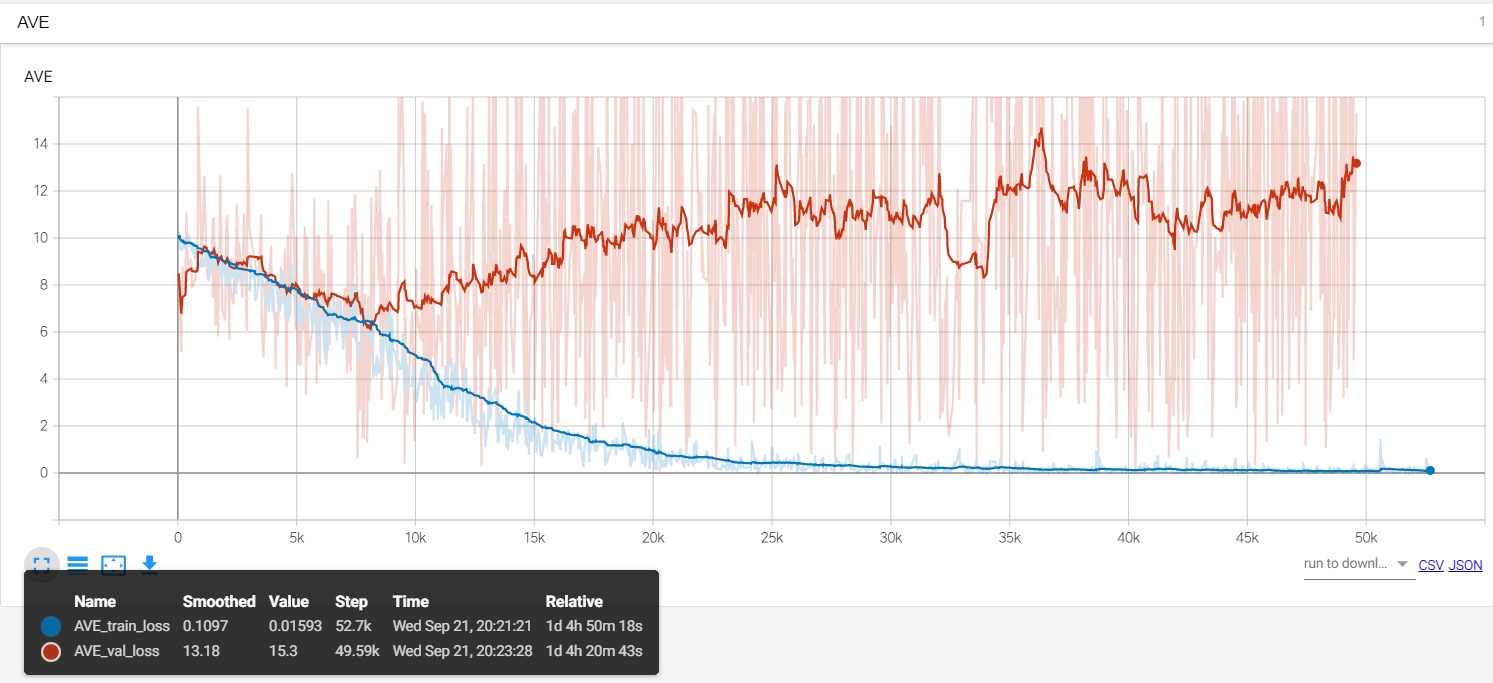 AVE 1
AVE
14
12
10
8
6
4
2
0
0 5k 10k 15k 20k 25k 30k 35k 40k 45k 50k
run to downl... CSV JSON
Name Smoothed Value Step Time Relative
AVE_train_loss 0.1097 0.01593 52.7k Wed Sep 21, 20:21:21 1d 4h 50m 18s
AVE_val_loss 13.18 15.3 49.59k Wed Sep 21, 20:23:28 1d 4h 20m 43s